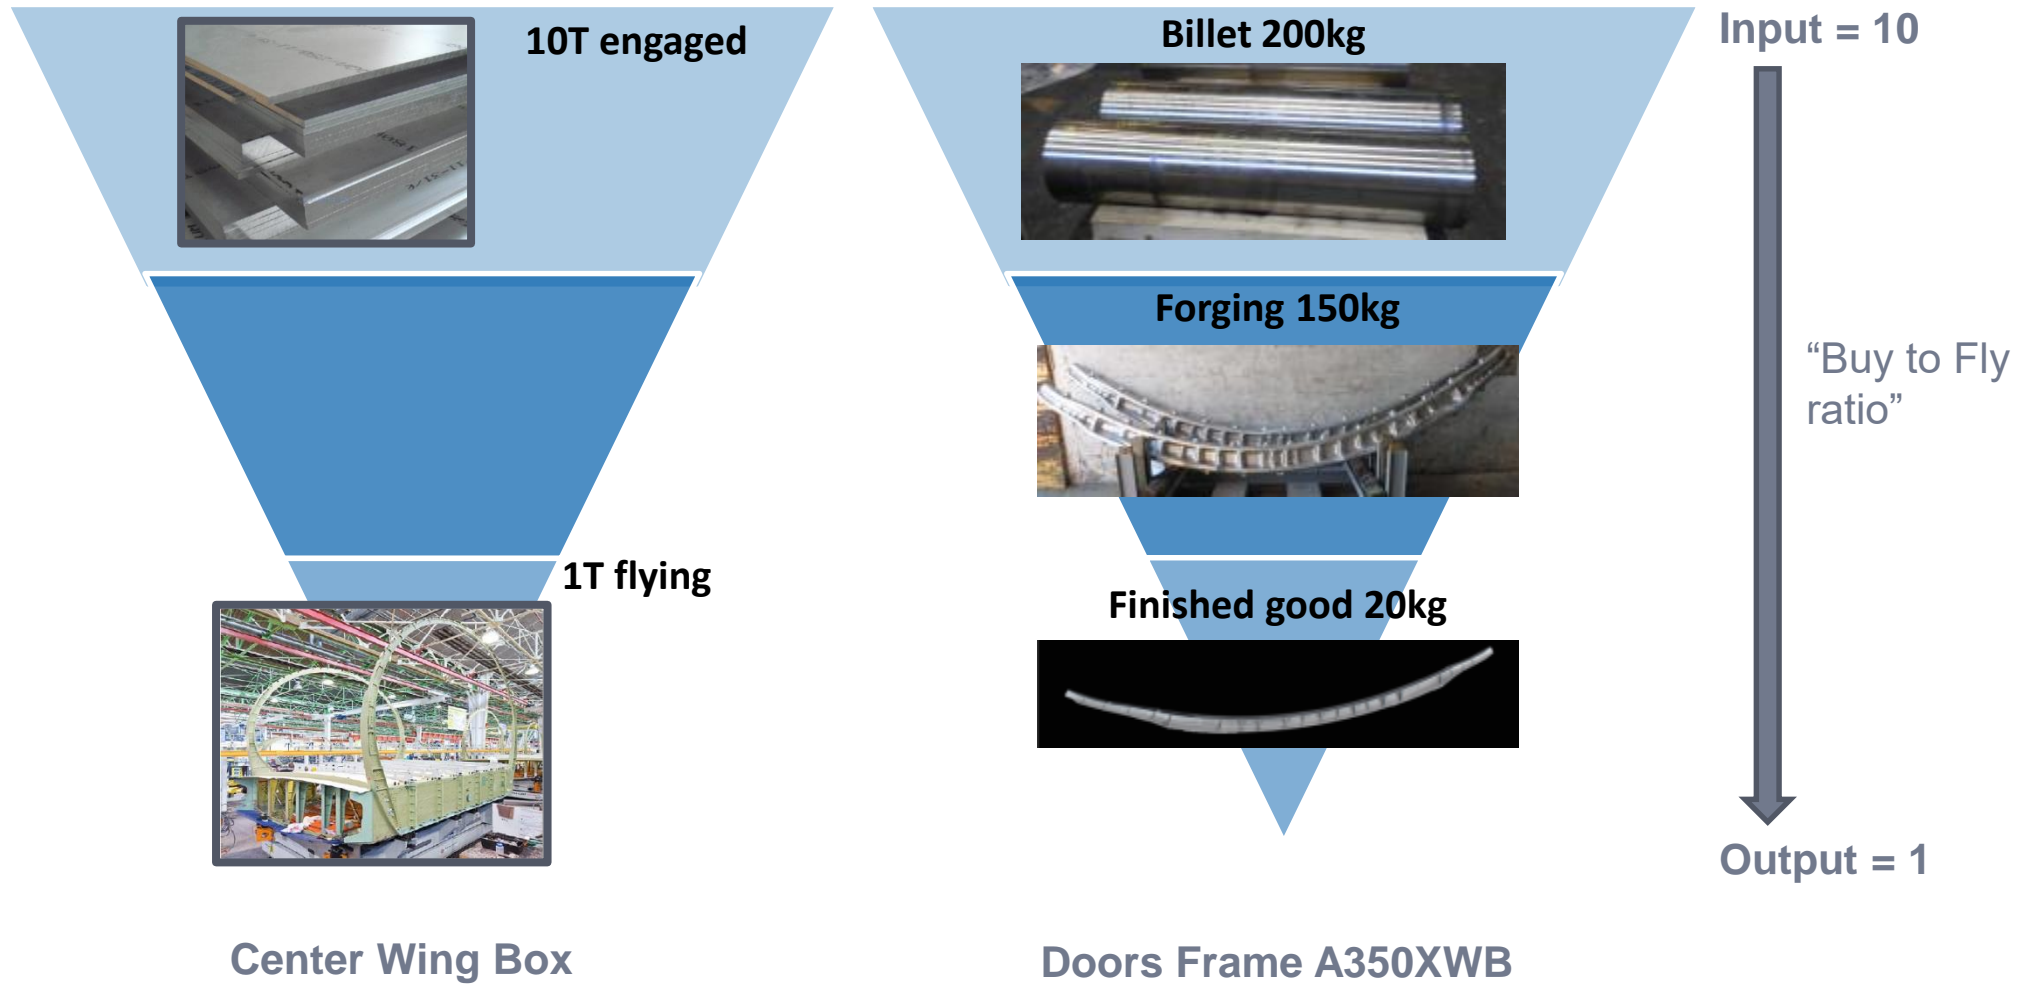 10T engaged
1T flying
Center Wing Box
Billet 200kg
Forging 150kg
Finished good 20kg
Doors Frame A350XWB
Input = 10
“Buy to Fly
ratio”
Output = 1